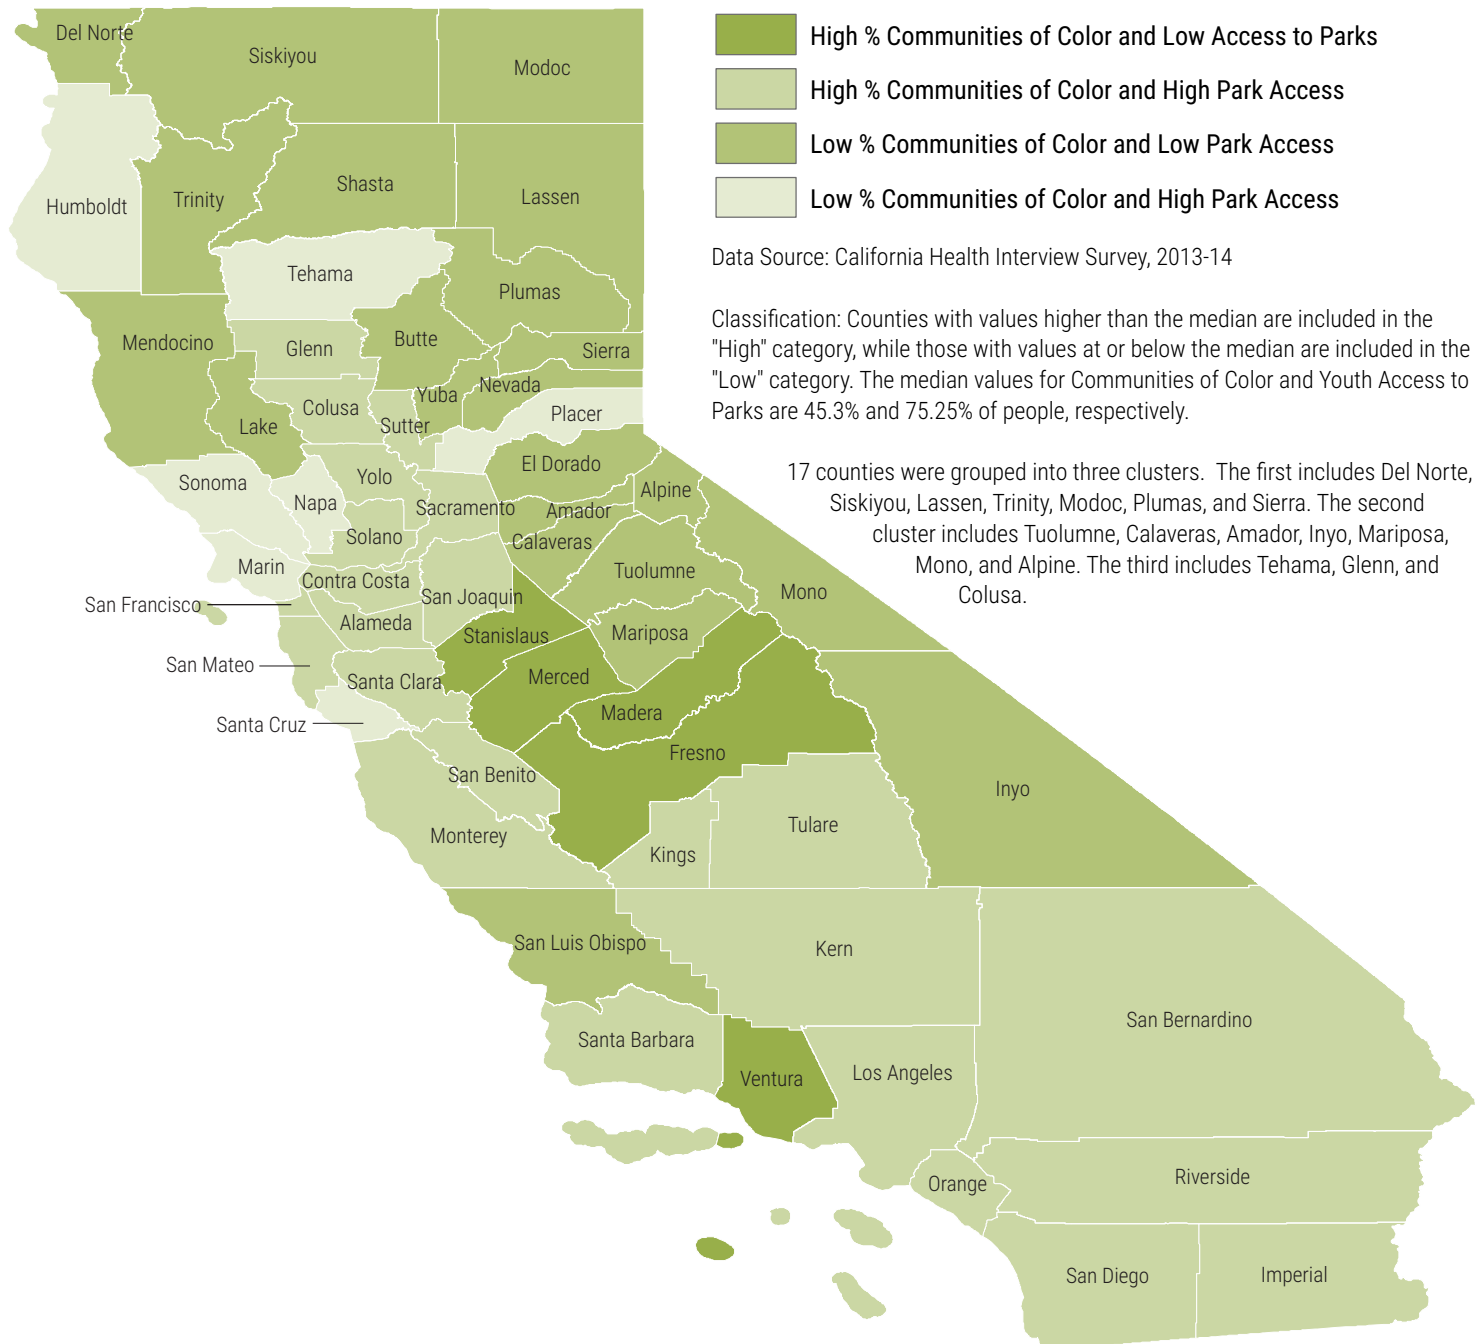 High % Communities of Color and Low Access to Parks
High % Communities of Color and High Park Access
Low % Communities of Color and Low Park Access
Low % Communities of Color and High Park Access
Data Source: California Health Interview Survey, 2013-14
Classification: Counties with values higher than the median are included in the
"High" category, while those with values at or below the median are included in the
"Low" category. The median values for Communities of Color and Youth Access to
Parks are 45.3% and 75.25% of people, respectively.
17 counties were grouped into three clusters. The first includes Del Norte,
Siskiyou, Lassen, Trinity, Modoc, Plumas, and Sierra. The second
cluster includes Tuolumne, Calaveras, Amador, Inyo, Mariposa,
Mono, and Alpine. The third includes Tehama, Glenn, and
Colusa.
Del Norte
Siskiyou
Modoc
Humboldt
Trinity
Shasta
Lassen
Tehama
Plumas
Mendocino
Glenn
Butte
Sierra
Colusa
Yuba
Nevada
Lake
Sutter
Placer
Sonoma
Napa
Yolo
El Dorado
Alpine
Sacramento
Amador
Solano
Calaveras
Marin
Contra Costa
Tuolumne
Mono
San Francisco
San Joaquin
Alameda
Stanislaus
Mariposa
San Mateo
Santa Clara
Merced
Santa Cruz
Madera
Fresno
San Benito
Inyo
Monterey
Kings
Tulare
San Luis Obispo
Kern
San Bernardino
Santa Barbara
Ventura
Los Angeles
Orange
Riverside
San Diego
Imperial